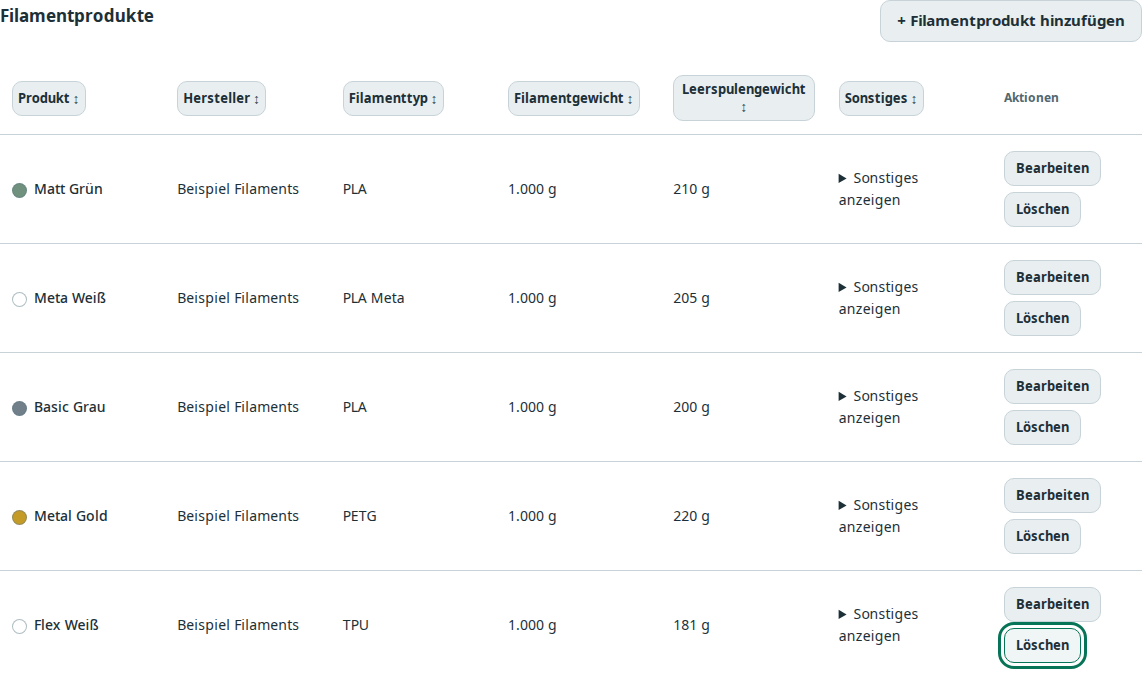 Filamentprodukte
+ Filamentprodukt hinzufügen
Produkt ↕ Hersteller ↕ Filamenttyp ↕ Filamentgewicht ↕ Leerspulengewicht ↕ Sonstiges ↕ Aktionen
Matt Grün Beispiel Filaments PLA 1.000 g 210 g ▶ Sonstiges anzeigen Bearbeiten
Löschen
Meta Weiß Beispiel Filaments PLA Meta 1.000 g 205 g ▶ Sonstiges anzeigen Bearbeiten
Löschen
Basic Grau Beispiel Filaments PLA 1.000 g 200 g ▶ Sonstiges anzeigen Bearbeiten
Löschen
Metal Gold Beispiel Filaments PETG 1.000 g 220 g ▶ Sonstiges anzeigen Bearbeiten
Löschen
Flex Weiß Beispiel Filaments TPU 1.000 g 181 g ▶ Sonstiges anzeigen Bearbeiten
Löschen